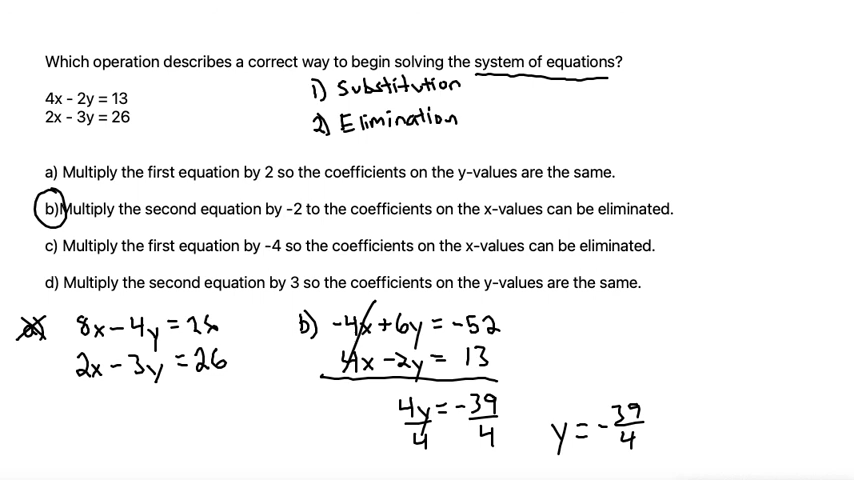 Which operation describes a correct way to begin solving the system of equations?
1) Substitution
4x - 2y = 13
2x - 3y = 26
2) Elimination
a) Multiply the first equation by 2 so the coefficients on the y-values are the same.
b) Multiply the second equation by -2 to the coefficients on the x-values can be eliminated.
c) Multiply the first equation by -4 so the coefficients on the x-values can be eliminated.
d) Multiply the second equation by 3 so the coefficients on the y-values are the same.
a) 8x - 4y = 26
2x - 3y = 26
b) -4x + 6y = -52
4x - 2y = 13
4y = -39
4 4
y = -39/4